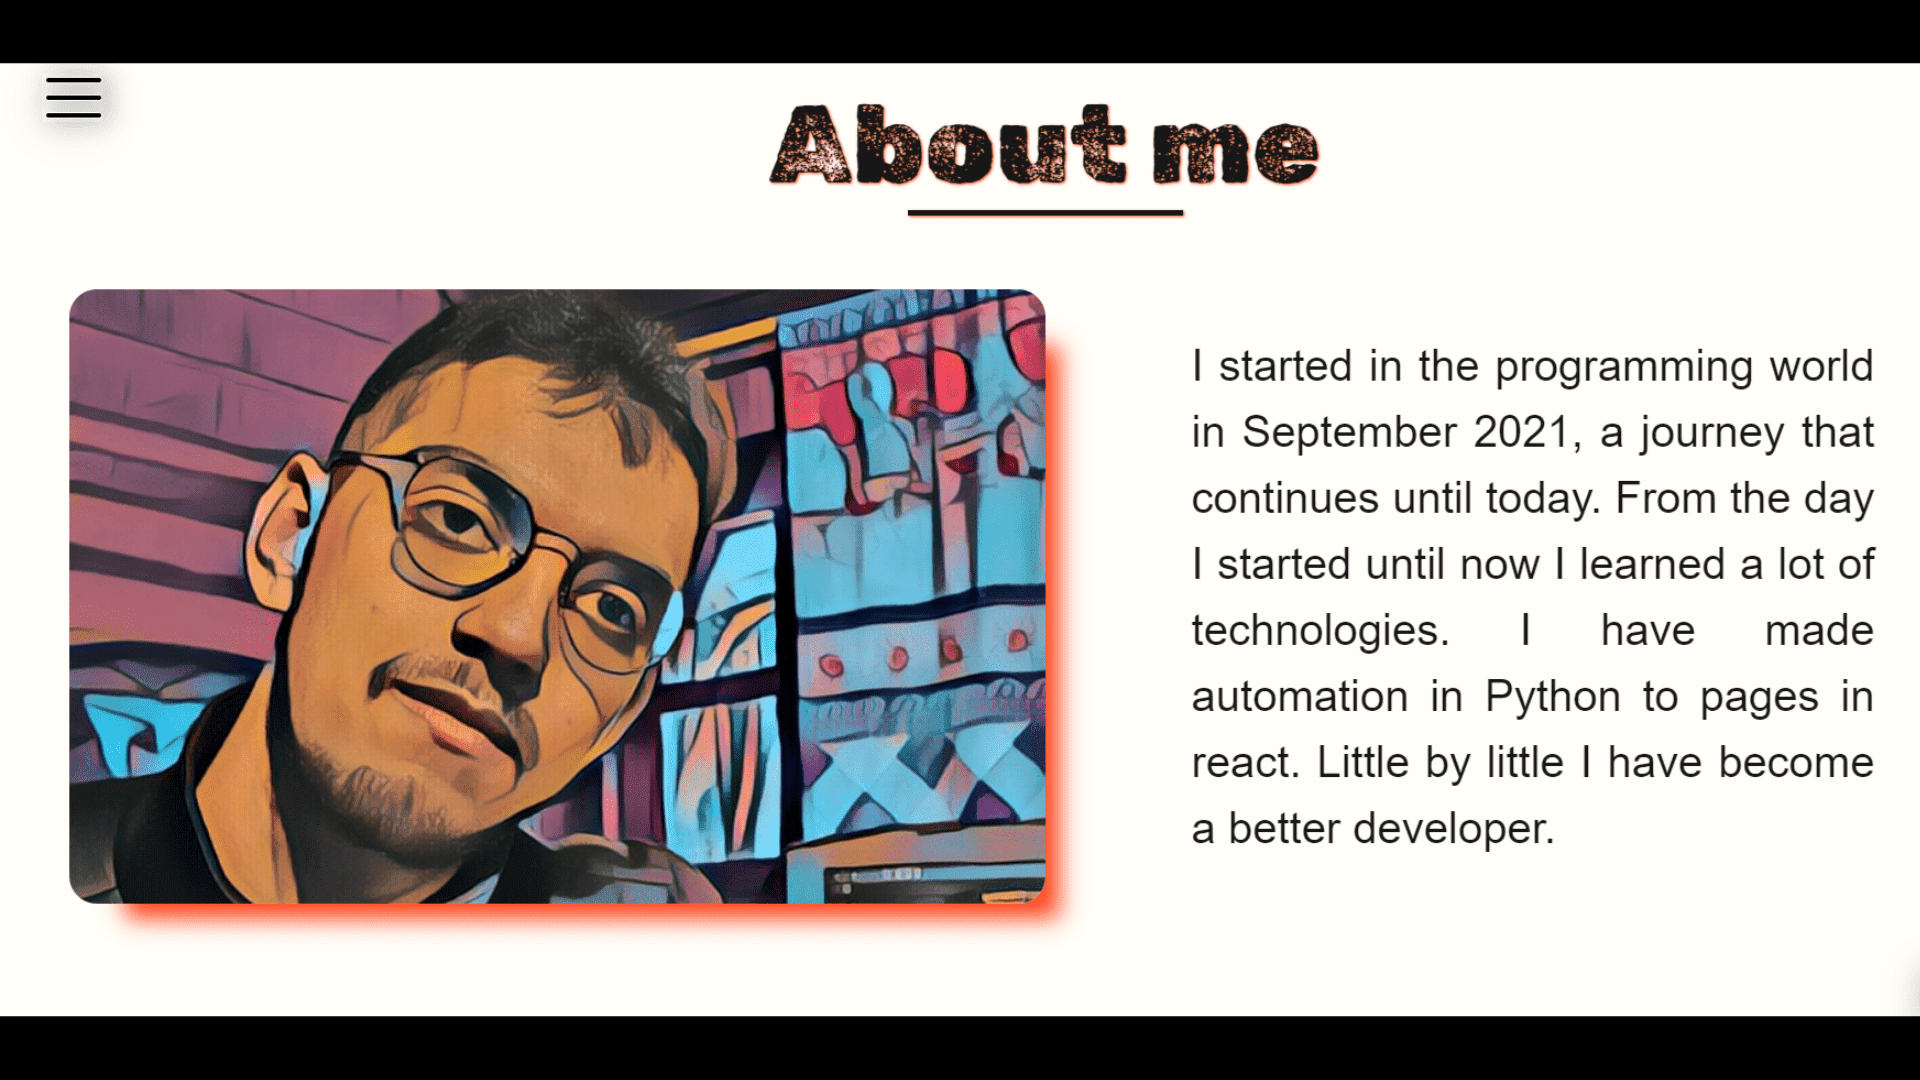 About me
I started in the programming world
in September 2021, a journey that
continues until today. From the day
I started until now I learned a lot of
technologies. I have made
automation in Python to pages in
react. Little by little I have become
a better developer.